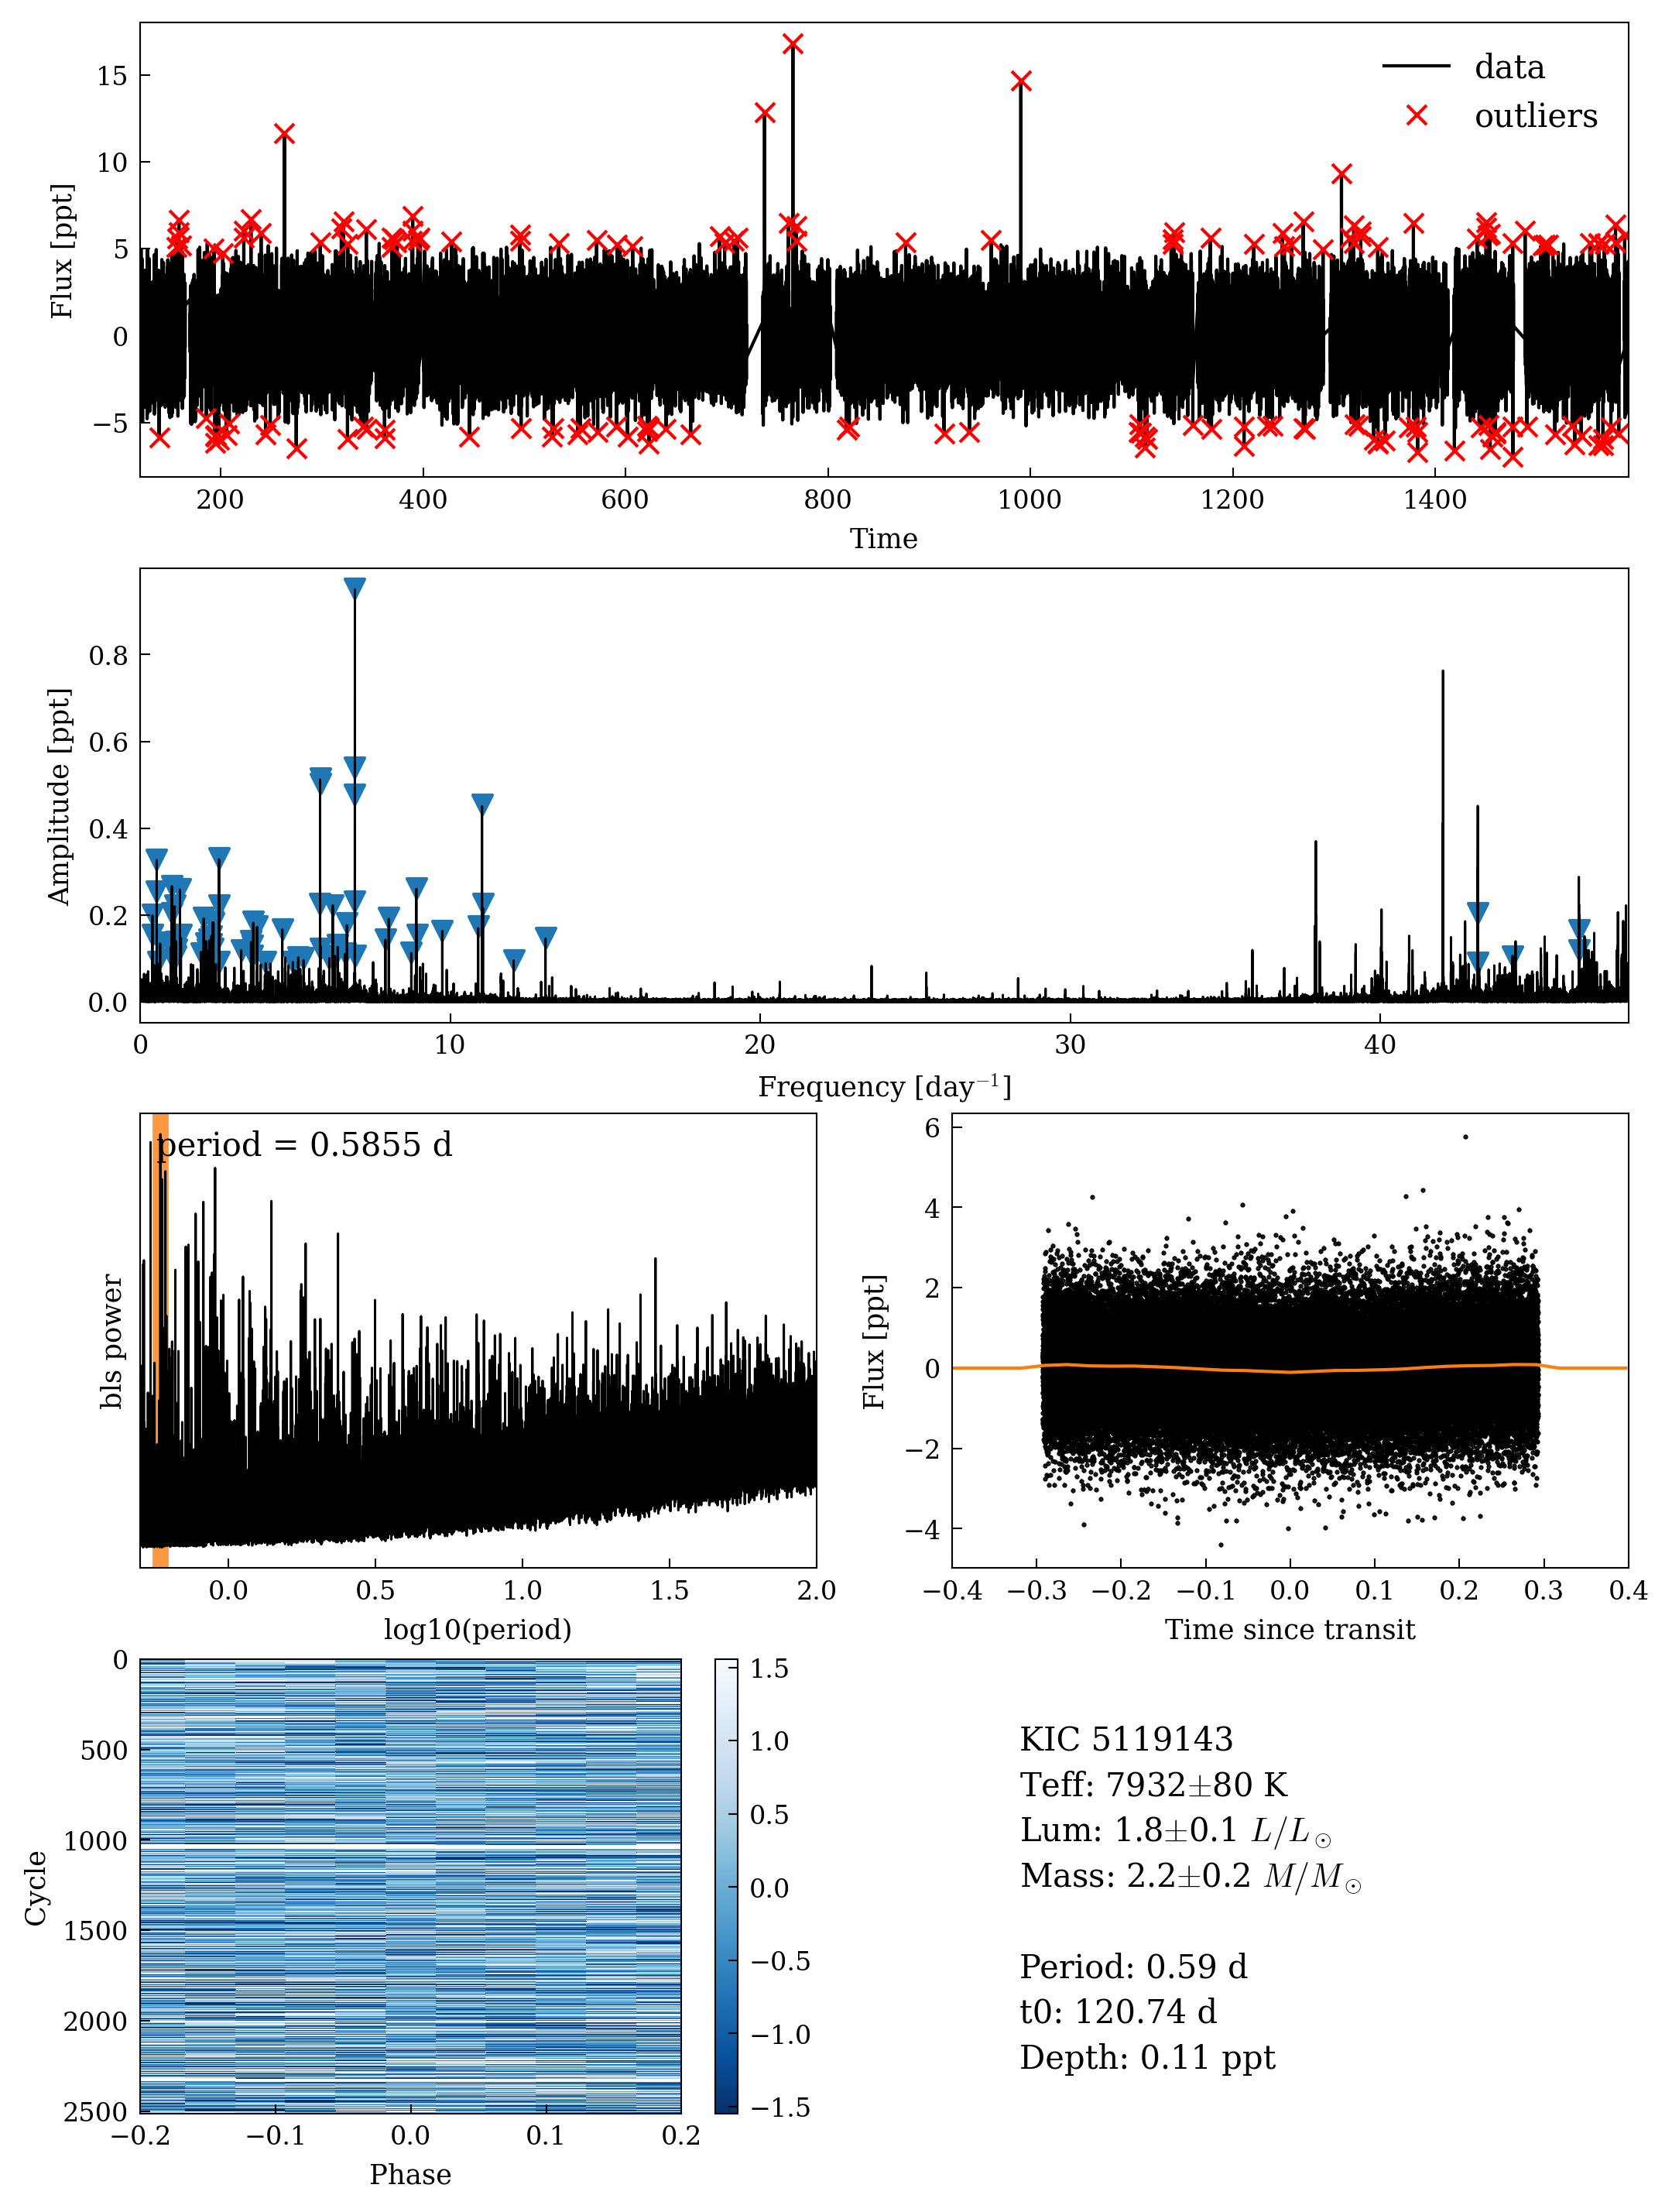 data
outliers
15
10
5
0
−5
Flux [ppt]
200 400 600 800 1000 1200 1400
Time
0.8
0.6
0.4
0.2
0.0
Amplitude [ppt]
0 10 20 30 40
Frequency [day⁻¹]
period = 0.5855 d
bls power
0.0 0.5 1.0 1.5 2.0
log10(period)
6
4
2
0
−2
−4
Flux [ppt]
−0.4 −0.3 −0.2 −0.1 0.0 0.1 0.2 0.3 0.4
Time since transit
0
500
1000
1500
2000
2500
Cycle
−0.2 −0.1 0.0 0.1 0.2
Phase
1.5
1.0
0.5
0.0
−0.5
−1.0
−1.5
KIC 5119143
Teff: 7932±80 K
Lum: 1.8±0.1 L/L⊙
Mass: 2.2±0.2 M/M⊙
Period: 0.59 d
t0: 120.74 d
Depth: 0.11 ppt